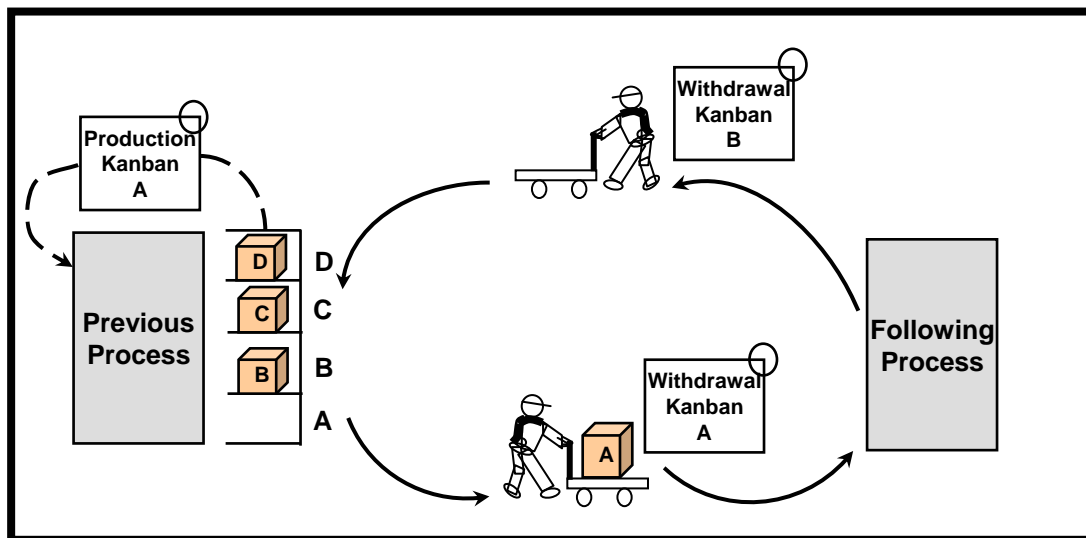 Withdrawal
Kanban
B
Production
Kanban
A
D
D
C
C
B
B
A
Previous
Process
Following
Process
Withdrawal
Kanban
A
A